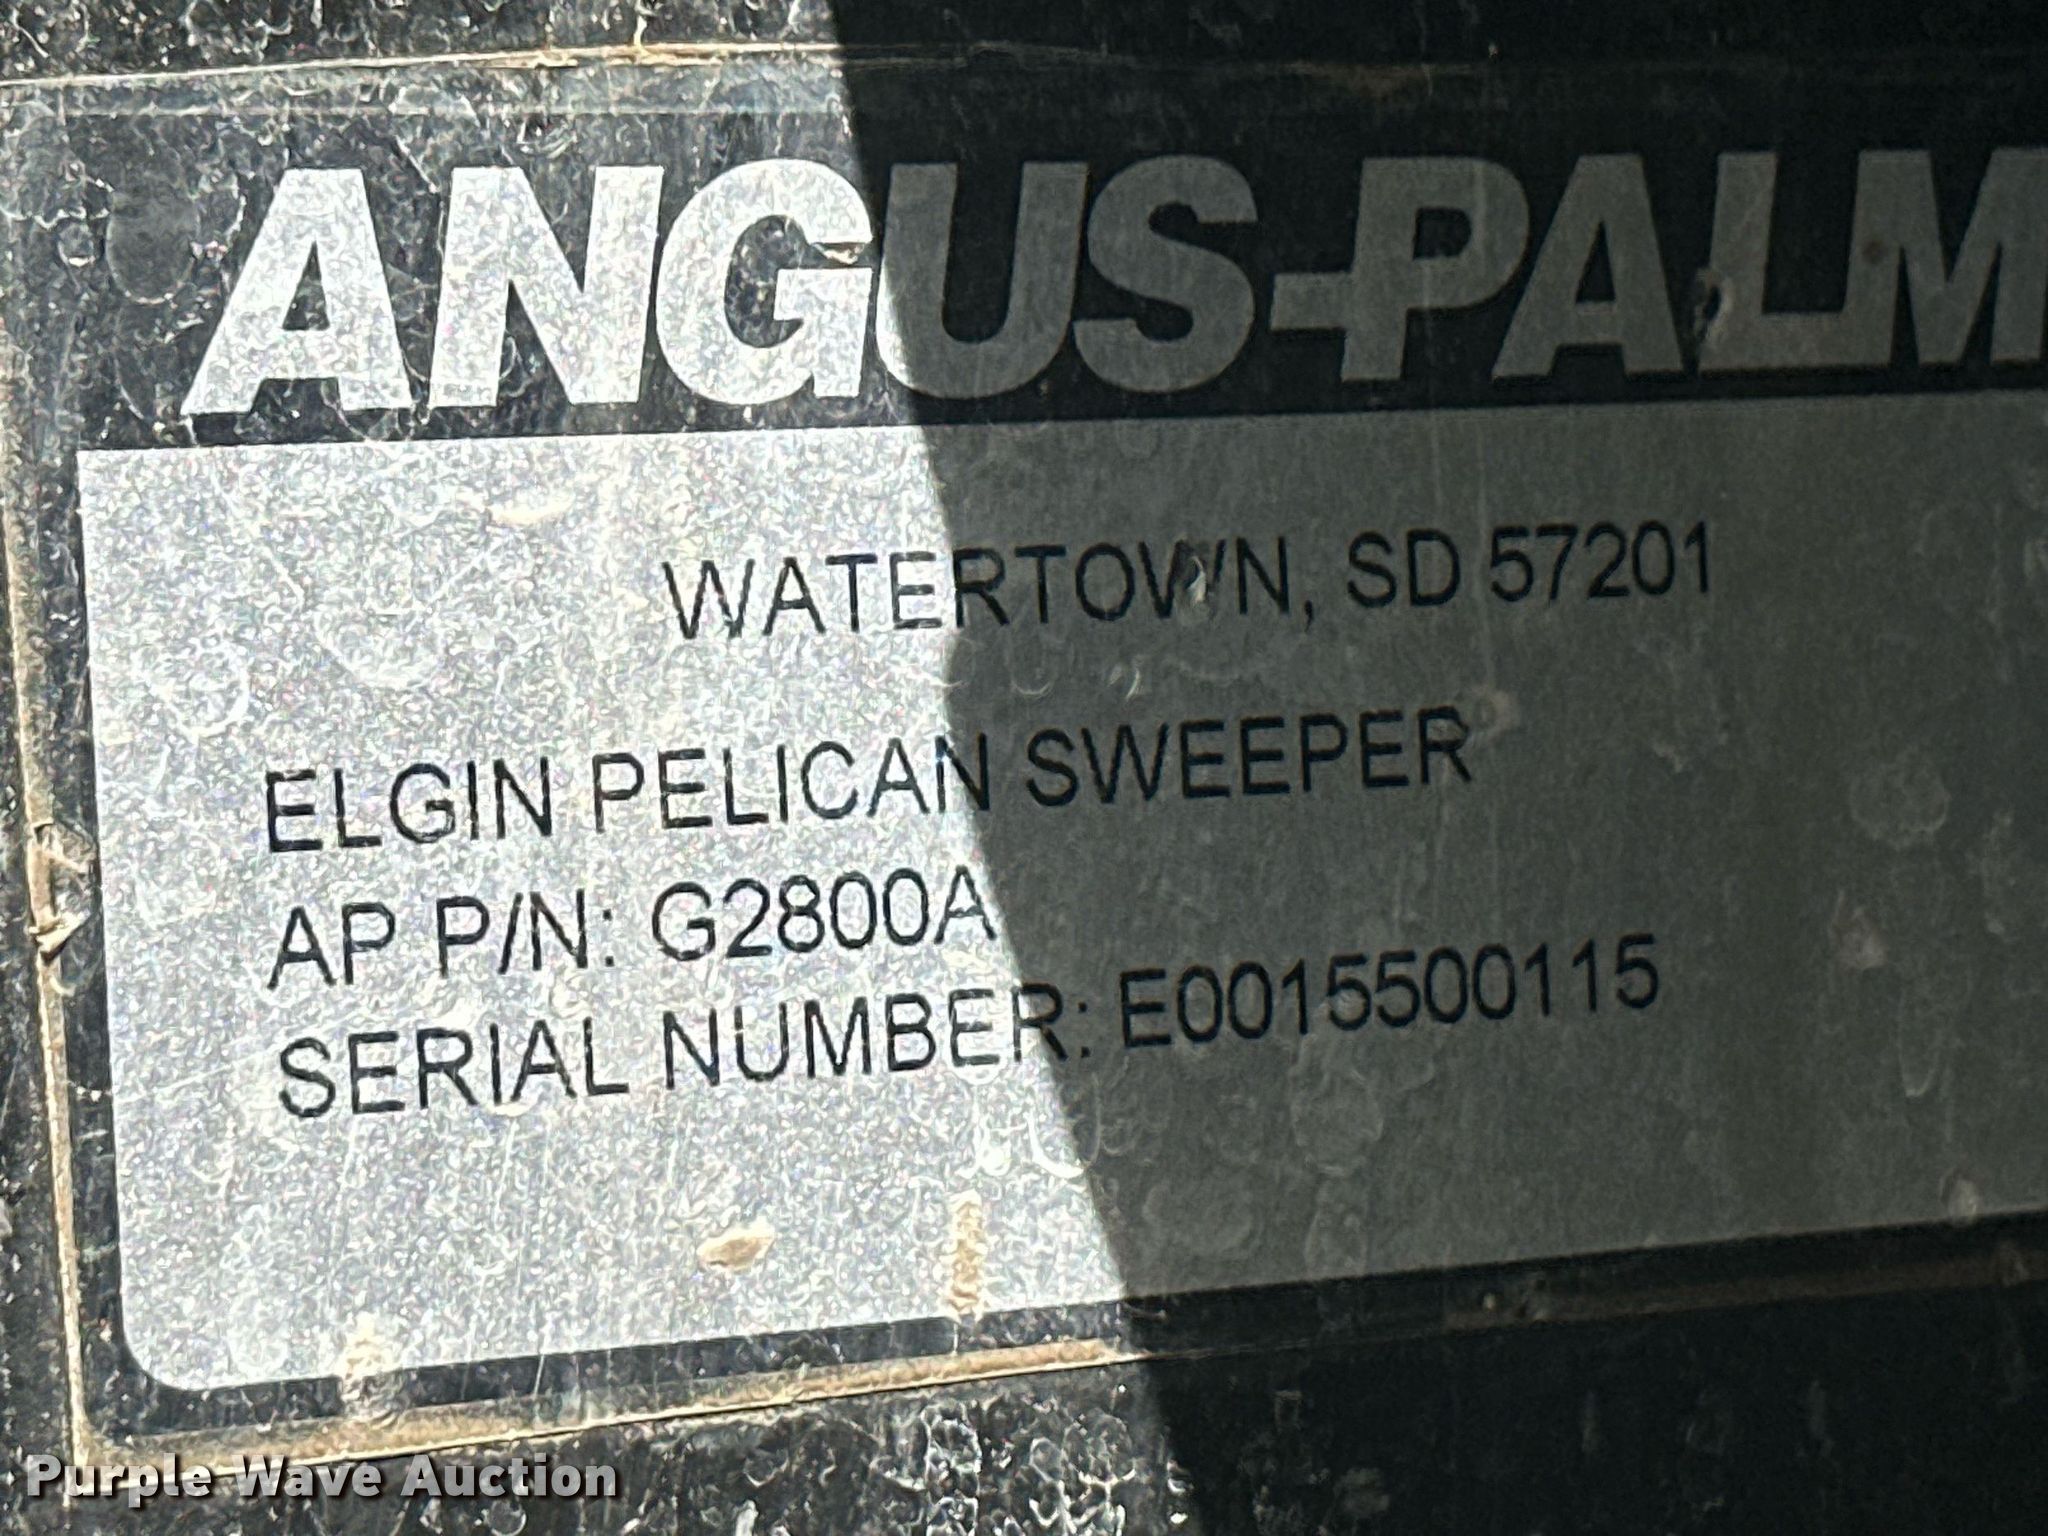 ANGUS-PALM
WATERTOWN, SD 57201
ELGIN PELICAN SWEEPER
AP P/N: G2800A
SERIAL NUMBER: E0015500115
Purple Wave Auction